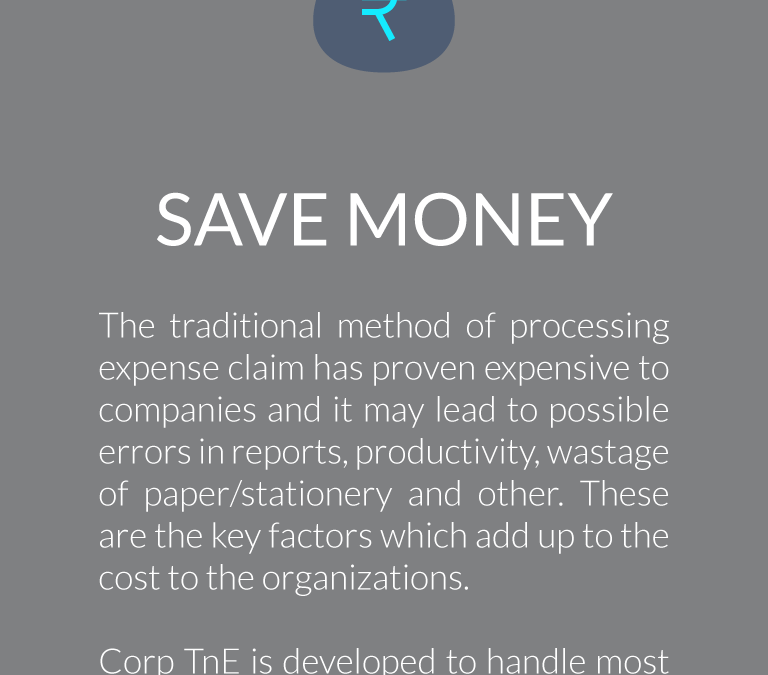 SAVE MONEY
The traditional method of processing
expense claim has proven expensive to
companies and it may lead to possible
errors in reports, productivity, wastage
of paper/stationery and other. These
are the key factors which add up to the
cost to the organizations.
Corp TnE is developed to handle most